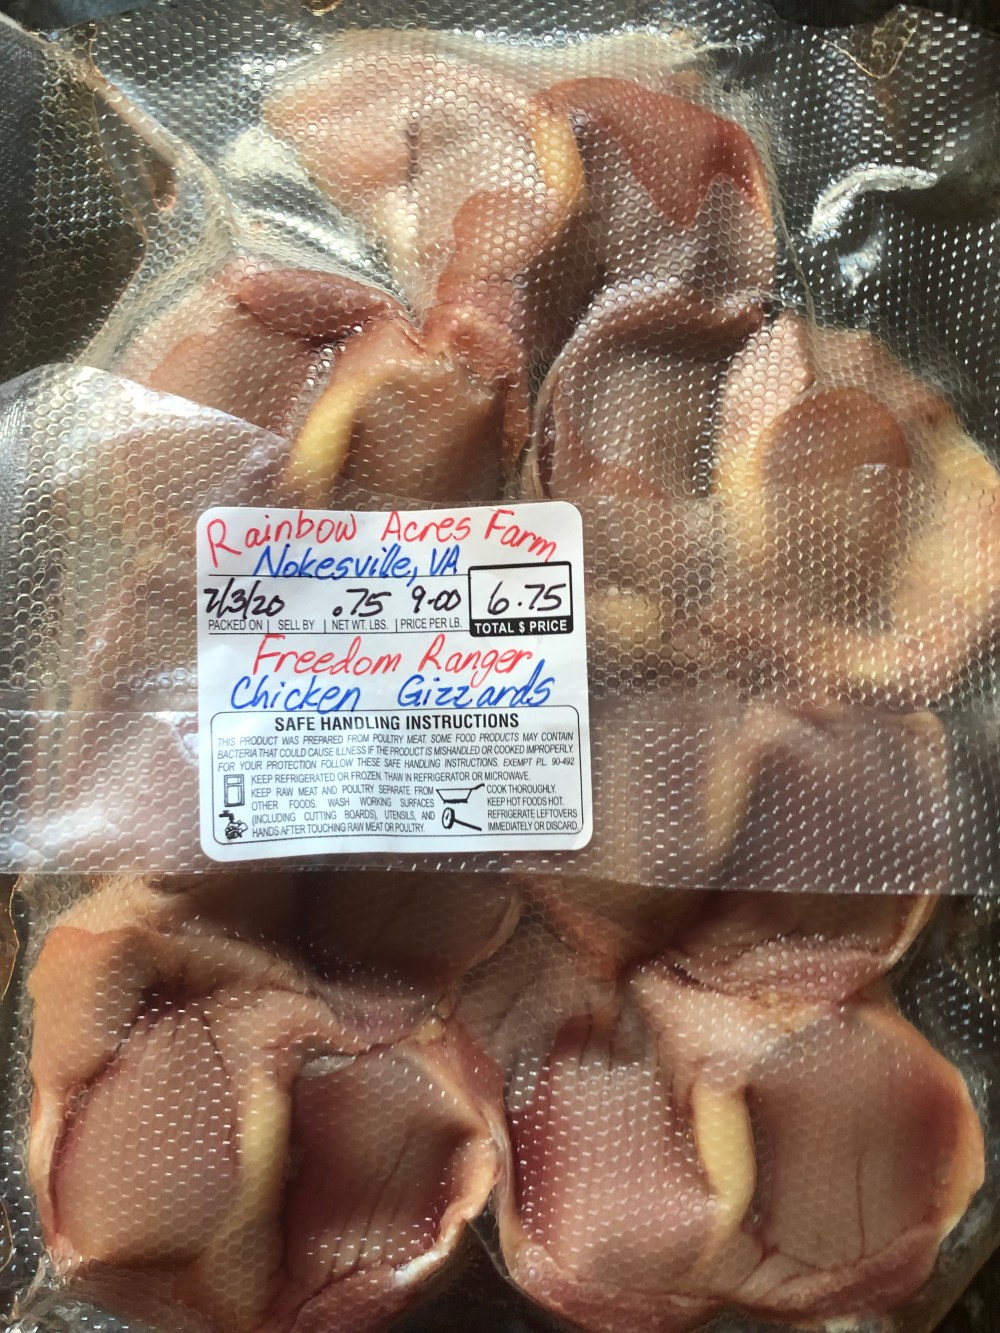 Rainbow Acres Farm
Nokesville, VA
7/3/20 .75 9.00 6.75
PACKED ON | SELL BY | NET WT. LBS. | PRICE PER LB. TOTAL $ PRICE
Freedom Ranger
Chicken Gizzards
SAFE HANDLING INSTRUCTIONS
THIS PRODUCT WAS PREPARED FROM POULTRY MEAT. SOME FOOD PRODUCTS MAY CONTAIN
BACTERIA THAT COULD CAUSE ILLNESS IF THE PRODUCT IS MISHANDLED OR COOKED IMPROPERLY.
FOR YOUR PROTECTION FOLLOW THESE SAFE HANDLING INSTRUCTIONS. EXEMPT P.L. 90-492
KEEP REFRIGERATED OR FROZEN. THAW IN REFRIGERATOR OR MICROWAVE.
KEEP RAW MEAT AND POULTRY SEPARATE FROM
OTHER FOODS. WASH WORKING SURFACES
(INCLUDING CUTTING BOARDS), UTENSILS, AND
HANDS AFTER TOUCHING RAW MEAT OR POULTRY.
COOK THOROUGHLY.
KEEP HOT FOODS HOT.
REFRIGERATE LEFTOVERS
IMMEDIATELY OR DISCARD.